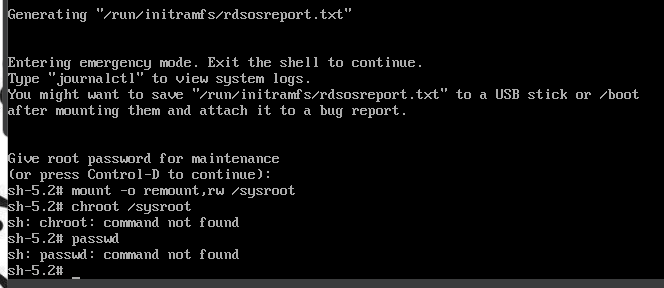 Generating "/run/initramfs/rdsosreport.txt"
Entering emergency mode. Exit the shell to continue.
Type "journalctl" to view system logs.
You might want to save "/run/initramfs/rdsosreport.txt" to a USB stick or /boot
after mounting them and attach it to a bug report.
Give root password for maintenance
(or press Control-D to continue):
sh-5.2# mount -o remount,rw /sysroot
sh-5.2# chroot /sysroot
sh: chroot: command not found
sh-5.2# passwd
sh: passwd: command not found
sh-5.2# _